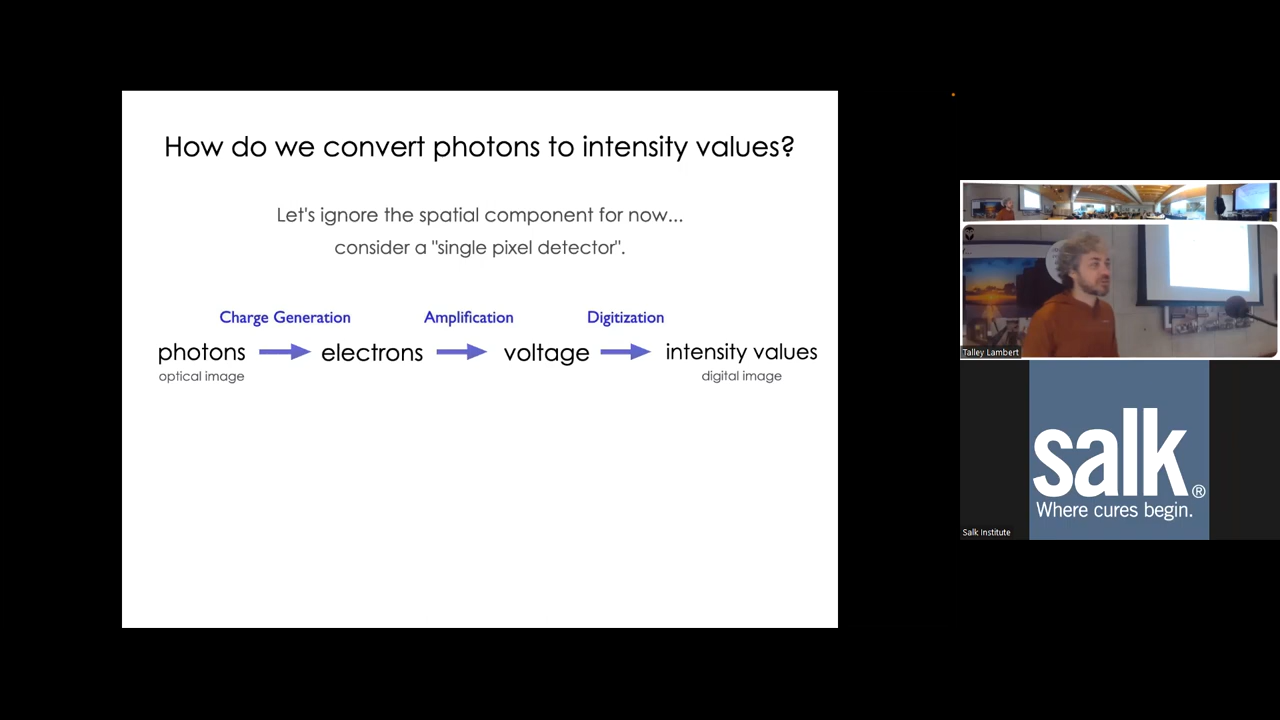 How do we convert photons to intensity values?
Let's ignore the spatial component for now...
consider a "single pixel detector".
Charge Generation Amplification Digitization
photons electrons voltage intensity values
optical image digital image
Talley Lambert
salk®
Where cures begin.
Salk Institute